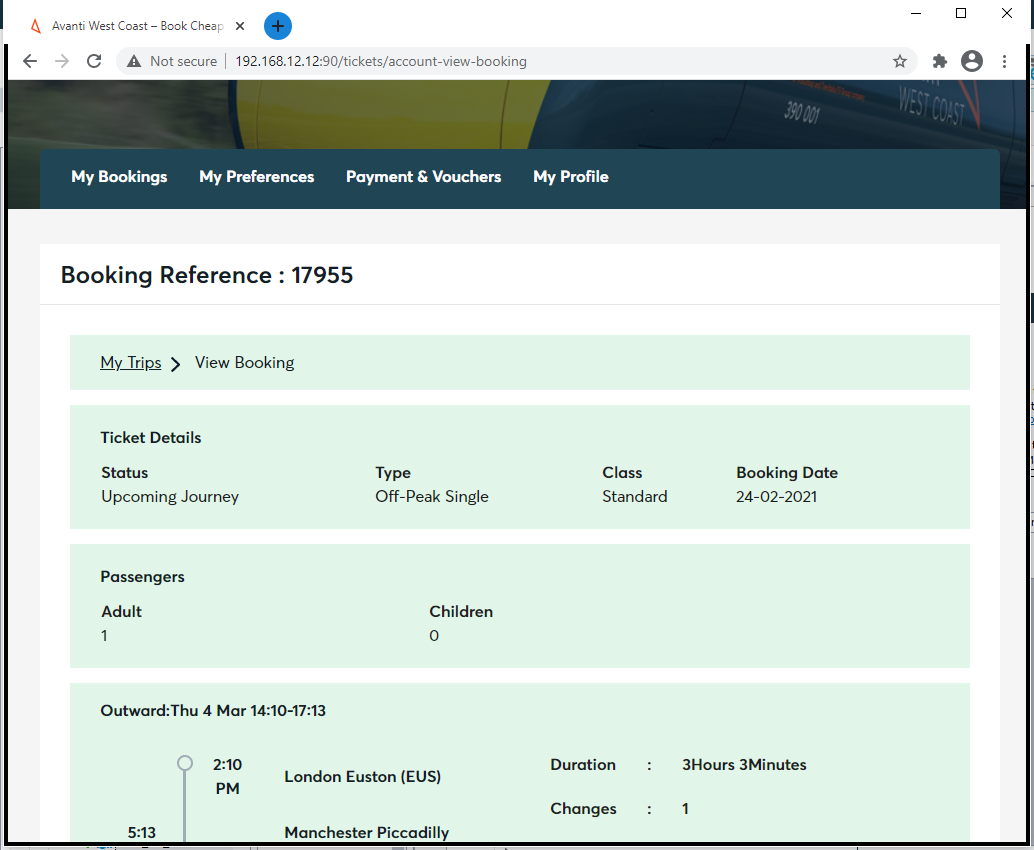 Avanti West Coast – Book Cheap
Not secure 192.168.12.12:90/tickets/account-view-booking
390 001
WEST COAST
My Bookings My Preferences Payment & Vouchers My Profile
Booking Reference : 17955
My Trips View Booking
Ticket Details
Status Type Class Booking Date
Upcoming Journey Off-Peak Single Standard 24-02-2021
Passengers
Adult Children
1 0
Outward:Thu 4 Mar 14:10-17:13
2:10 PM London Euston (EUS) Duration : 3Hours 3Minutes
Changes : 1
5:13 Manchester Piccadilly